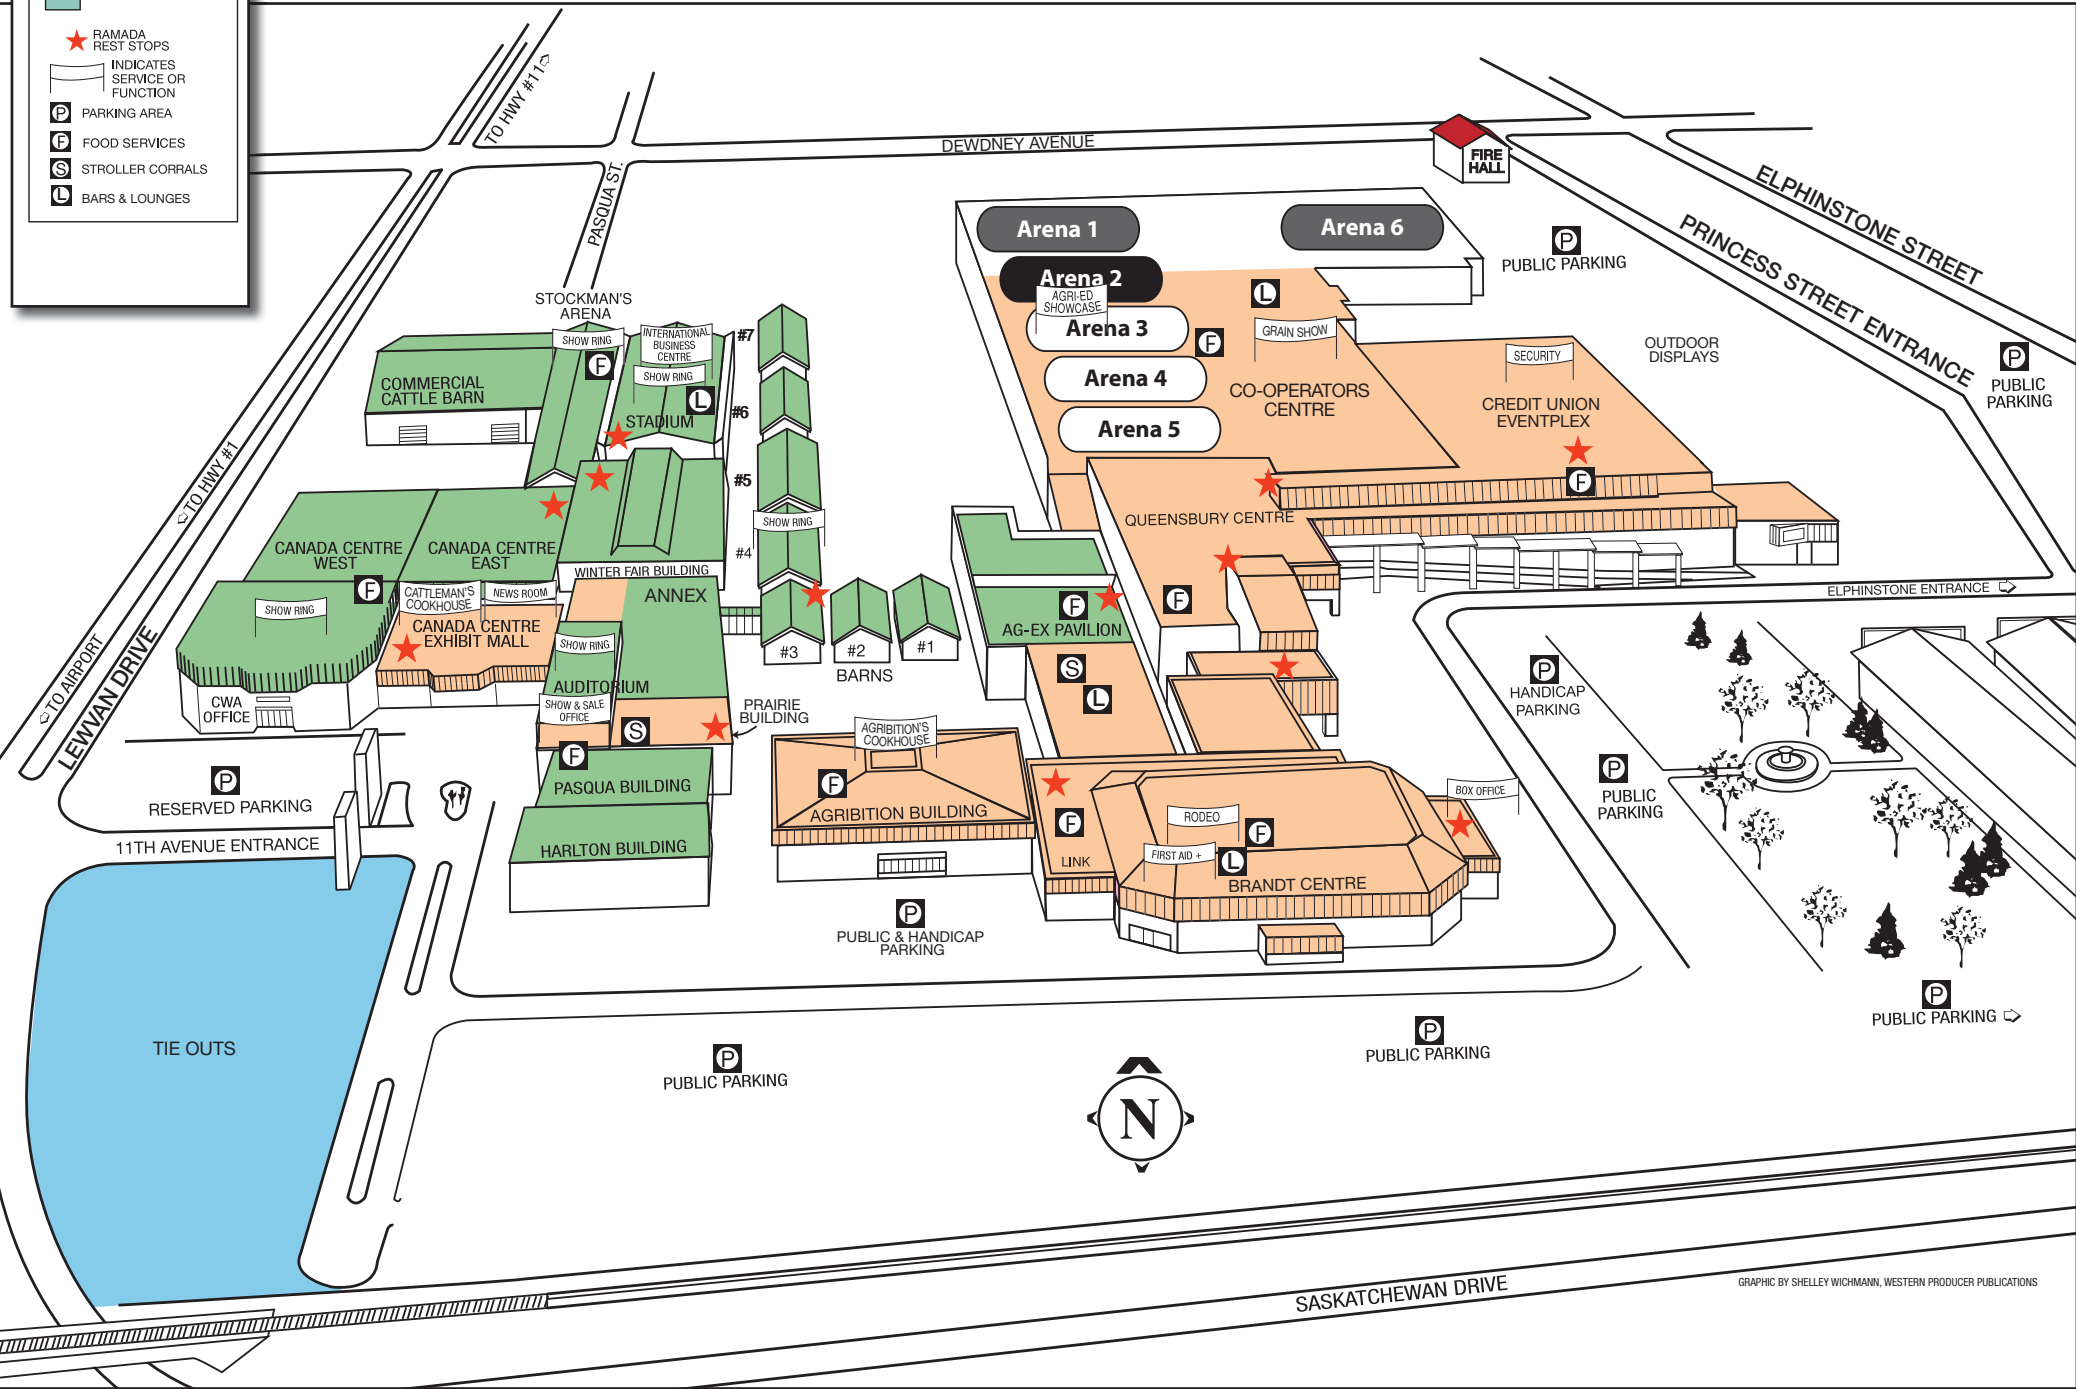 RAMADA
REST STOPS
INDICATES
SERVICE OR
FUNCTION
P PARKING AREA
F FOOD SERVICES
S STROLLER CORRALS
L BARS & LOUNGES
TO HWY #11
DEWDNEY AVENUE
PASQUA ST.
FIRE
HALL
ELPHINSTONE STREET
PRINCESS STREET ENTRANCE
P
PUBLIC PARKING
P
PUBLIC
PARKING
OUTDOOR
DISPLAYS
Arena 1
Arena 6
Arena 2
AGRI-ED
SHOWCASE
Arena 3
Arena 4
Arena 5
L
F
GRAIN SHOW
CO-OPERATORS
CENTRE
SECURITY
CREDIT UNION
EVENTPLEX
F
STOCKMAN'S
ARENA
SHOW RING
F
INTERNATIONAL
BUSINESS
CENTRE
SHOW RING
L
STADIUM
COMMERCIAL
CATTLE BARN
#7
#6
#5
SHOW RING
#4
#3
#2
#1
BARNS
TO HWY #1
TO AIRPORT
LEWVAN DRIVE
CANADA CENTRE
WEST
CANADA CENTRE
EAST
WINTER FAIR BUILDING
F
SHOW RING
CATTLEMAN'S
COOKHOUSE
NEWS ROOM
CANADA CENTRE
EXHIBIT MALL
CWA
OFFICE
ANNEX
SHOW RING
AUDITORIUM
SHOW & SALE
OFFICE
S
F
PRAIRIE
BUILDING
PASQUA BUILDING
HARLTON BUILDING
QUEENSBURY CENTRE
F
F
AG-EX PAVILION
S
L
ELPHINSTONE ENTRANCE
P
HANDICAP
PARKING
P
PUBLIC
PARKING
P
RESERVED PARKING
11TH AVENUE ENTRANCE
AGRIBITION'S
COOKHOUSE
F
AGRIBITION BUILDING
F
LINK
RODEO
F
FIRST AID +
L
BRANDT CENTRE
BOX OFFICE
P
PUBLIC & HANDICAP
PARKING
P
PUBLIC PARKING
P
PUBLIC PARKING
P
PUBLIC PARKING
TIE OUTS
N
SASKATCHEWAN DRIVE
GRAPHIC BY SHELLEY WICHMANN, WESTERN PRODUCER PUBLICATIONS